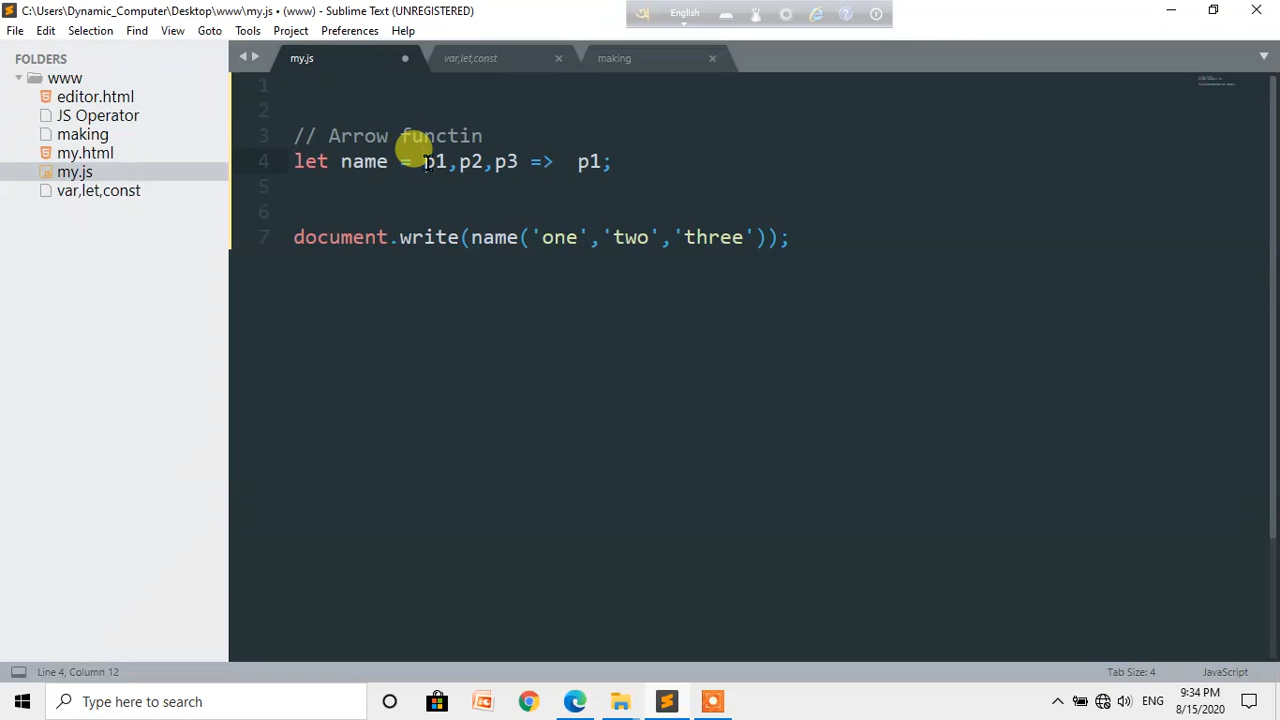 C:\Users\Dynamic_Computer\Desktop\www\my.js • (www) - Sublime Text (UNREGISTERED)
অ English
File Edit Selection Find View Goto Tools Project Preferences Help
FOLDERS
www
editor.html
JS Operator
making
my.html
my.js
var,let,const
my.js var,let,const making
1
2
3 // Arrow functin
4 let name = p1,p2,p3 => p1;
5
6
7 document.write(name('one','two','three'));
Line 4, Column 12 Tab Size: 4 JavaScript
Type here to search ENG 9:34 PM
8/15/2020